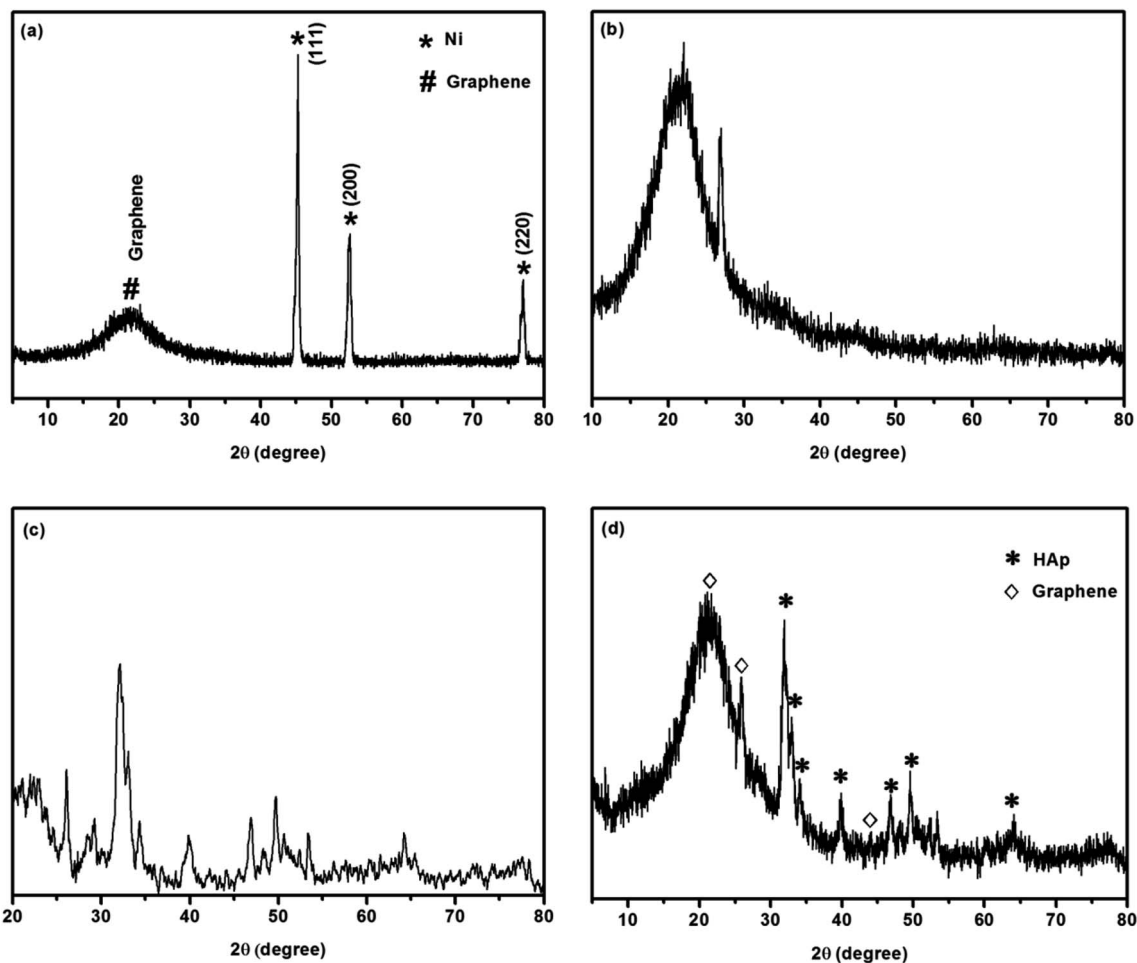 (a)
* (111)
* Ni
# Graphene
Graphene
#
* (200)
* (220)
10 20 30 40 50 60 70 80
2θ (degree)
(b)
10 20 30 40 50 60 70 80
2θ (degree)
(c)
20 30 40 50 60 70 80
2θ (degree)
(d)
* HAp
◇ Graphene
10 20 30 40 50 60 70 80
2θ (degree)